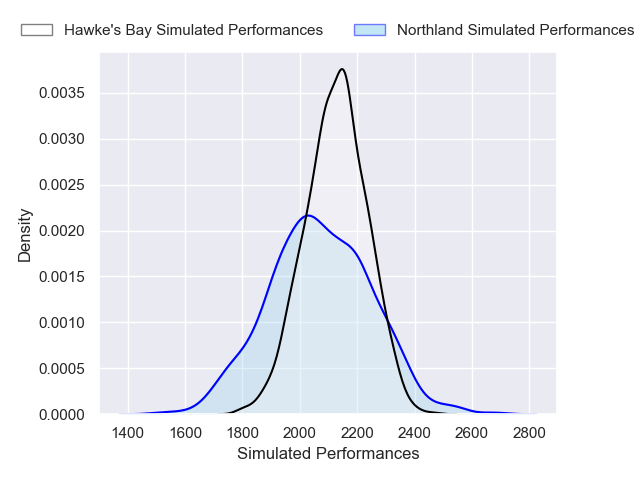 Hawke's Bay Simulated Performances Northland Simulated Performances
0.0035
0.0030
0.0025
0.0020
0.0015
0.0010
0.0005
0.0000
Density
1400 1600 1800 2000 2200 2400 2600 2800
Simulated Performances